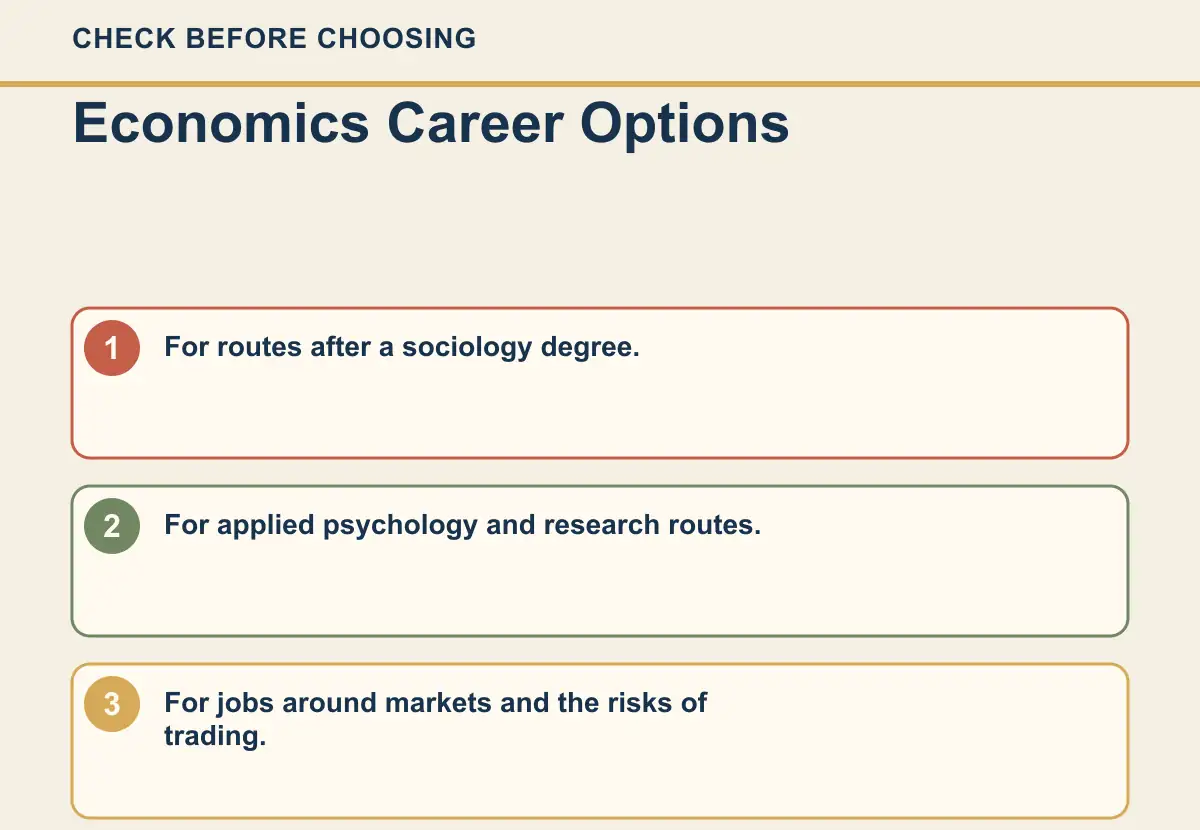 CHECK BEFORE CHOOSING
Economics Career Options
1
For routes after a sociology degree.
2
For applied psychology and research routes.
3
For jobs around markets and the risks of
trading.